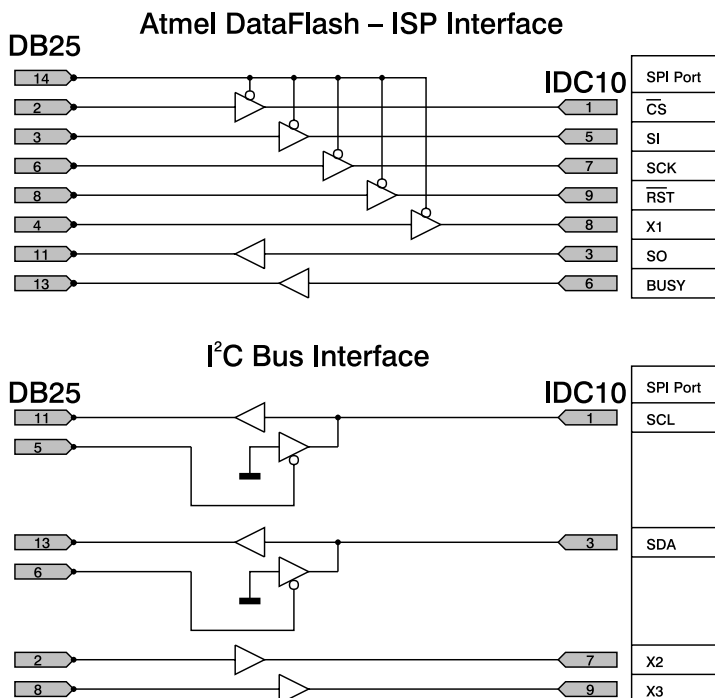 Atmel DataFlash – ISP Interface
DB25
IDC10
14 SPI Port
2 1 C̅S̅
3 5 SI
6 7 SCK
8 9 R̅S̅T̅
4 8 X1
11 3 SO
13 6 BUSY
I²C Bus Interface
DB25
IDC10
SPI Port
11 1 SCL
5
13 3 SDA
6
2 7 X2
8 9 X3